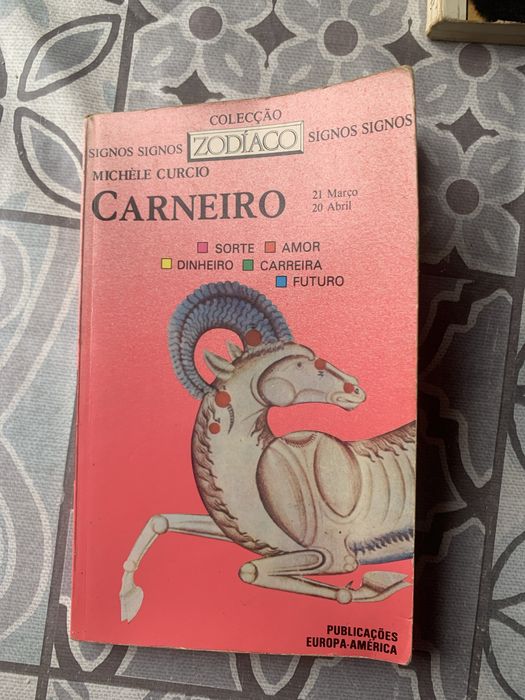 COLECÇÃO
SIGNOS SIGNOS ZODÍACO SIGNOS SIGNOS
MICHÈLE CURCIO
CARNEIRO 21 Março
20 Abril
SORTE AMOR
DINHEIRO CARREIRA
FUTURO
PUBLICAÇÕES
EUROPA-AMÉRICA